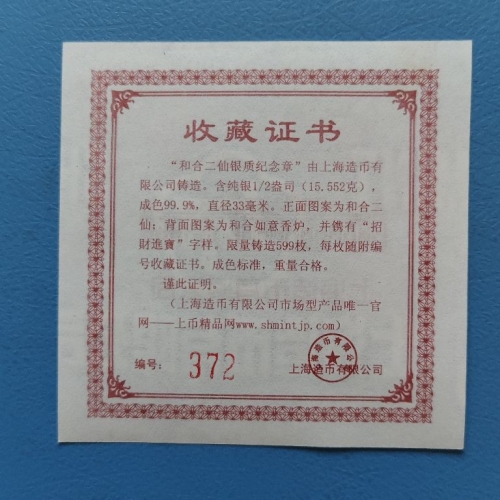 收藏证书
“和合二仙银质纪念章”由上海造币有
限公司铸造。含纯银1/2盎司（15.552克），
成色99.9%，直径33毫米。正面图案为和合二
仙；背面图案为和合如意香炉，并镌有“招
财進寳”字样。限量铸造599枚，每枚随附编
号收藏证书。成色标准，重量合格。
谨此证明。
（上海造币有限公司市场型产品唯一官
网——上币精品网www.shmintjp.com）
编号：372
上海造币有限公司